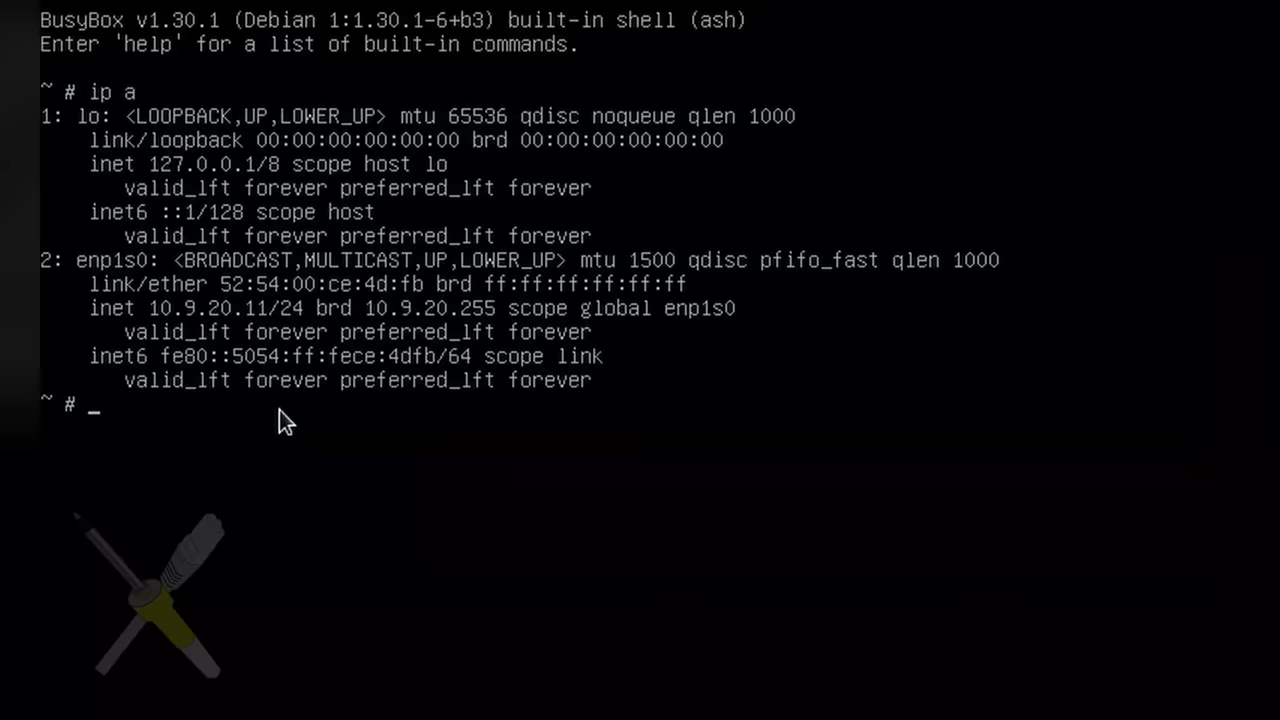 BusyBox v1.30.1 (Debian 1:1.30.1-6+b3) built-in shell (ash)
Enter 'help' for a list of built-in commands.
~ # ip a
1: lo: <LOOPBACK,UP,LOWER_UP> mtu 65536 qdisc noqueue qlen 1000
link/loopback 00:00:00:00:00:00 brd 00:00:00:00:00:00
inet 127.0.0.1/8 scope host lo
valid_lft forever preferred_lft forever
inet6 ::1/128 scope host
valid_lft forever preferred_lft forever
2: enp1s0: <BROADCAST,MULTICAST,UP,LOWER_UP> mtu 1500 qdisc pfifo_fast qlen 1000
link/ether 52:54:00:ce:4d:fb brd ff:ff:ff:ff:ff:ff
inet 10.9.20.11/24 brd 10.9.20.255 scope global enp1s0
valid_lft forever preferred_lft forever
inet6 fe80::5054:ff:fece:4dfb/64 scope link
valid_lft forever preferred_lft forever
~ # _